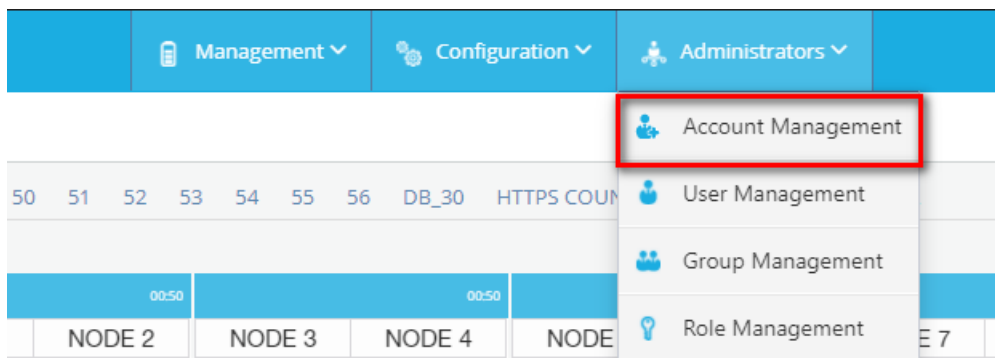 Management
Configuration
Administrators
Account Management
50 51 52 53 54 55 56 DB_30 HTTPS COUN
User Management
Group Management
00:50 00:50
NODE 2 NODE 3 NODE 4 NODE
Role Management
E 7